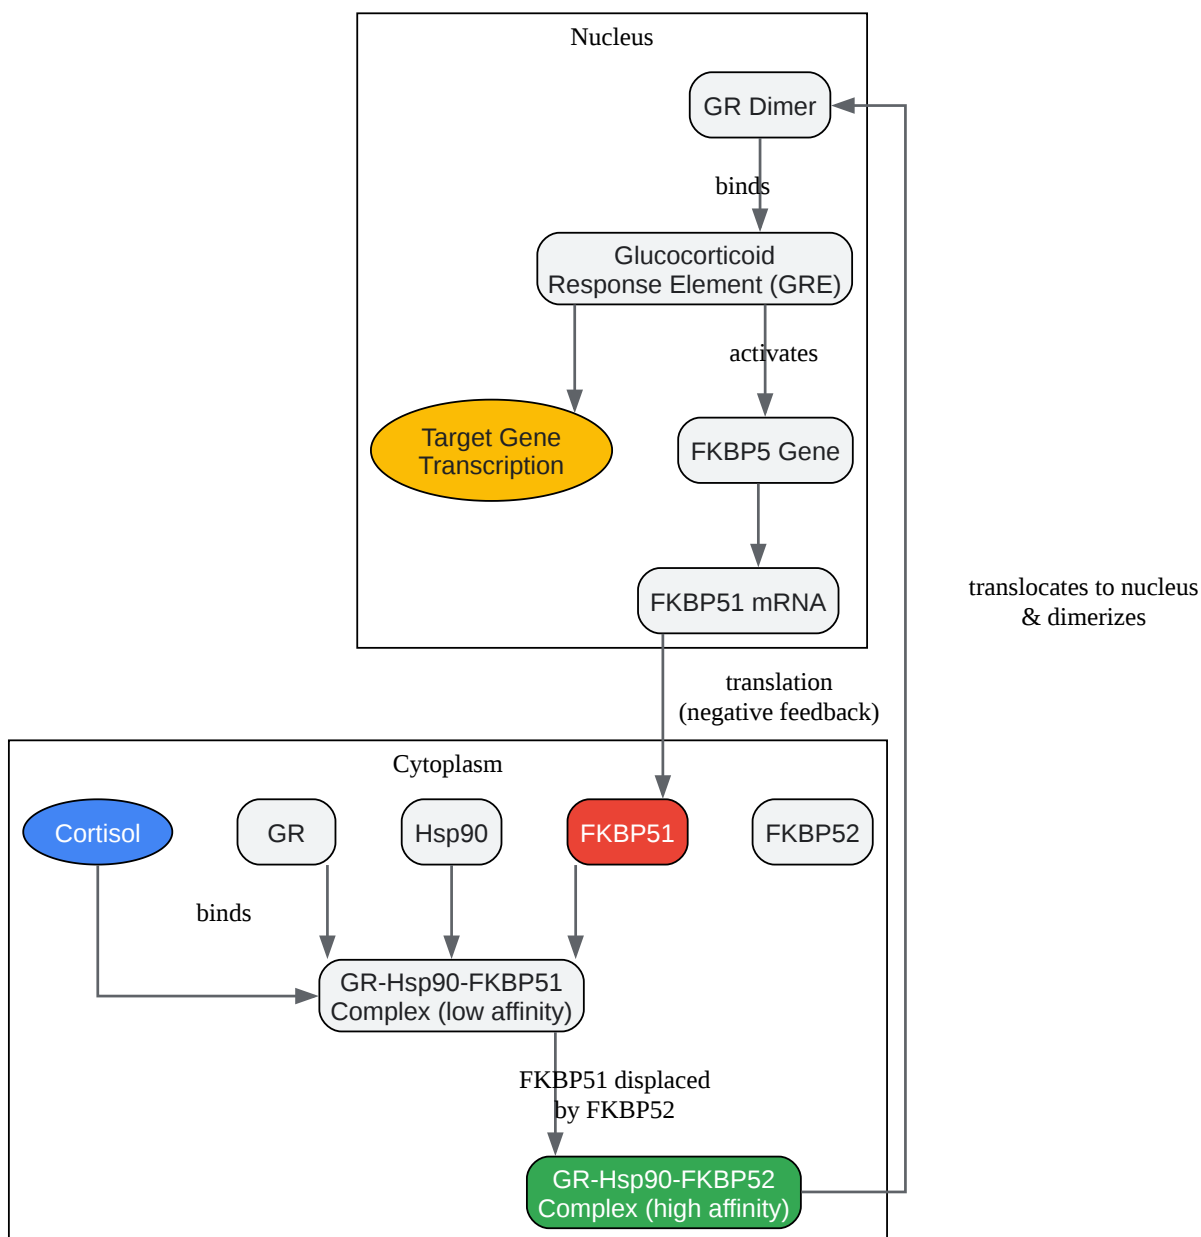 Nucleus
GR Dimer
binds
Glucocorticoid
Response Element (GRE)
activates
Target Gene
Transcription
FKBP5 Gene
FKBP51 mRNA
translocates to nucleus
& dimerizes
translation
(negative feedback)
Cytoplasm
Cortisol
GR
Hsp90
FKBP51
FKBP52
binds
GR-Hsp90-FKBP51
Complex (low affinity)
FKBP51 displaced
by FKBP52
GR-Hsp90-FKBP52
Complex (high affinity)